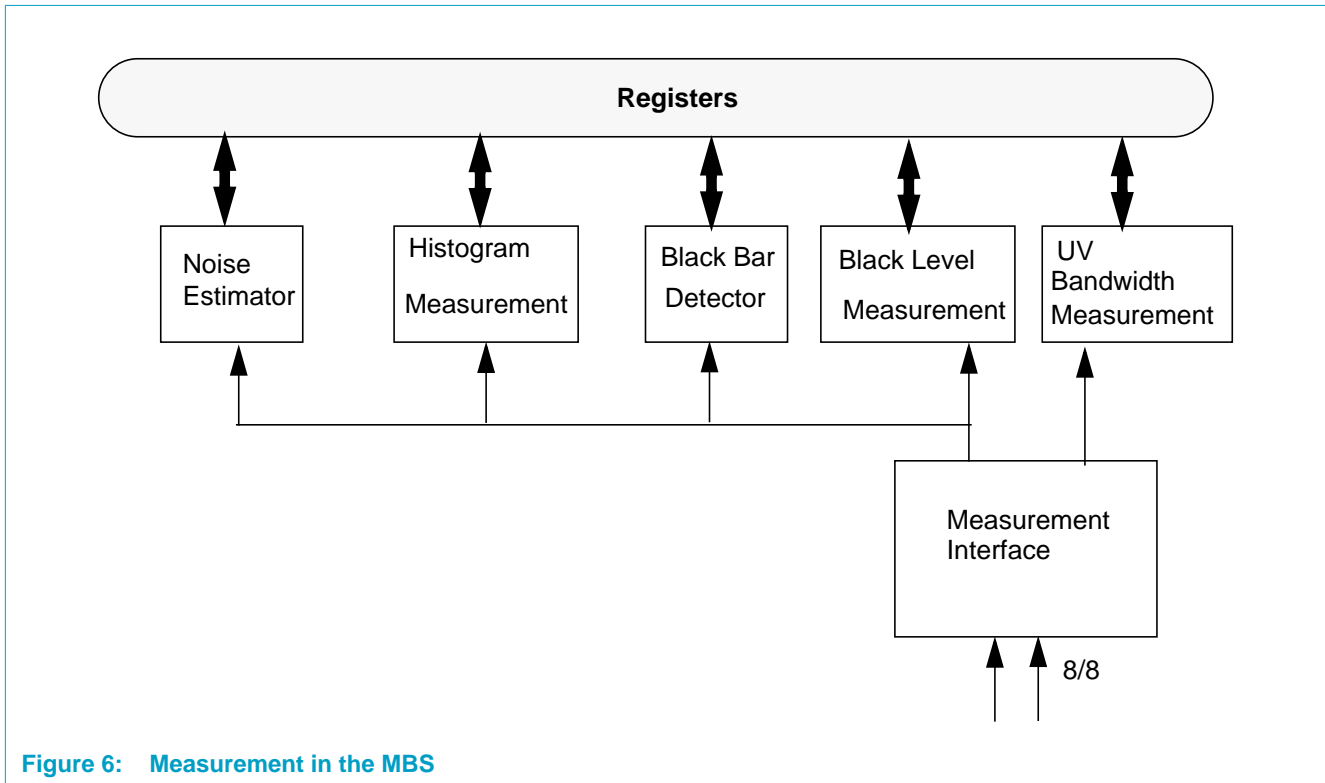 Registers
Noise
Estimator
Histogram
Measurement
Black Bar
Detector
Black Level
Measurement
UV
Bandwidth
Measurement
Measurement
Interface
8/8
Figure 6: Measurement in the MBS